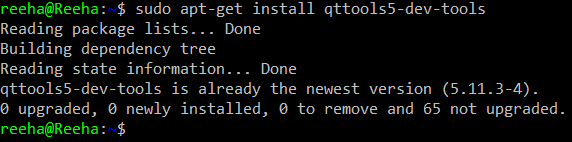 reeha@Reeha:~$ sudo apt-get install qttools5-dev-tools
Reading package lists... Done
Building dependency tree
Reading state information... Done
qttools5-dev-tools is already the newest version (5.11.3-4).
0 upgraded, 0 newly installed, 0 to remove and 65 not upgraded.
reeha@Reeha:~$